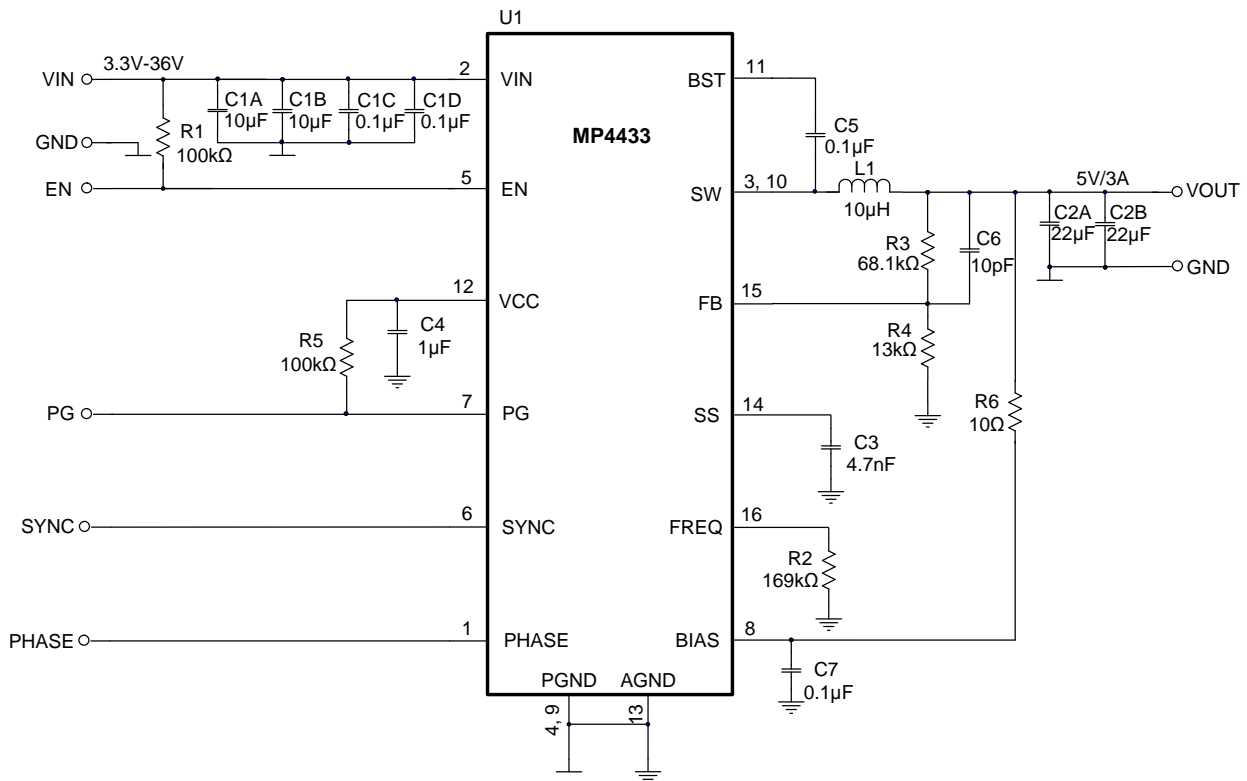 U1
VIN
3.3V-36V
2
VIN
C1A
10µF
C1B
10µF
C1C
0.1µF
C1D
0.1µF
R1
100kΩ
GND
EN
5
EN
MP4433
BST
11
C5
0.1µF
SW
3, 10
L1
10µH
5V/3A
VOUT
R3
68.1kΩ
C6
10pF
C2A
22µF
C2B
22µF
GND
12
VCC
C4
1µF
R5
100kΩ
FB
15
R4
13kΩ
PG
7
PG
SS
14
C3
4.7nF
R6
10Ω
SYNC
6
SYNC
FREQ
16
R2
169kΩ
PHASE
1
PHASE
BIAS
8
C7
0.1µF
PGND
AGND
4, 9
13